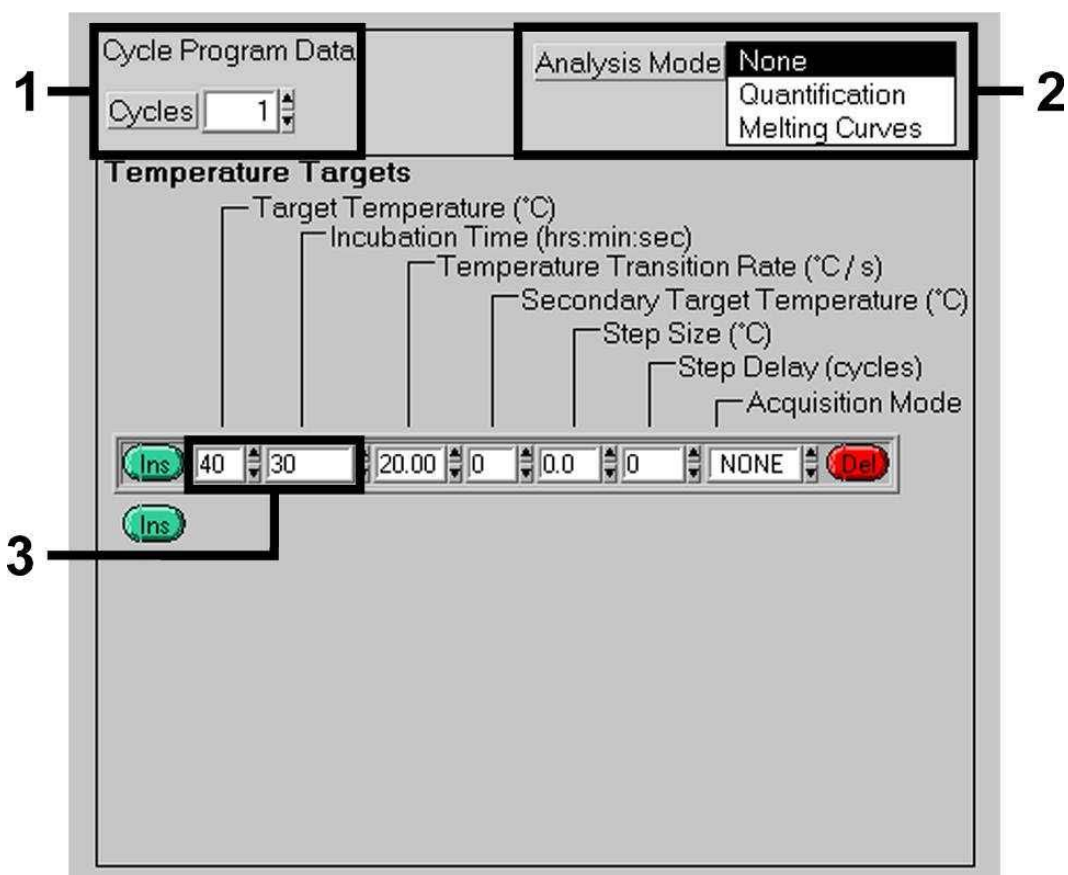 1
Cycle Program Data
Cycles 1
Analysis Mode None
Quantification
Melting Curves
2
Temperature Targets
Target Temperature (°C)
Incubation Time (hrs:min:sec)
Temperature Transition Rate (°C / s)
Secondary Target Temperature (°C)
Step Size (°C)
Step Delay (cycles)
Acquisition Mode
Ins 40 30 20.00 0 0.0 0 NONE Del
Ins
3